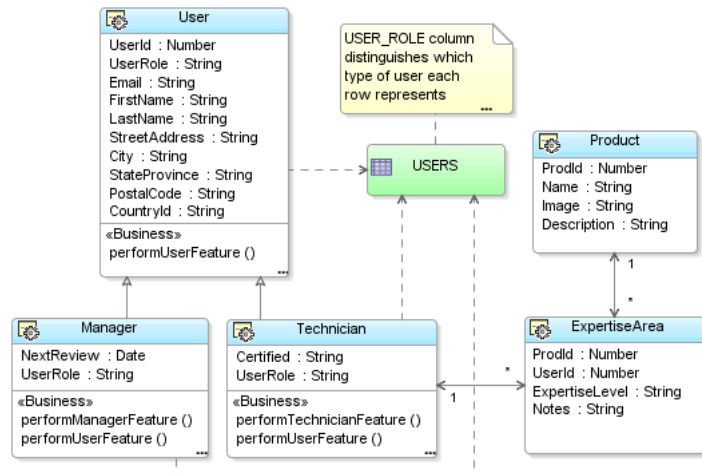 User
UserId : Number
UserRole : String
Email : String
FirstName : String
LastName : String
StreetAddress : String
City : String
StateProvince : String
PostalCode : String
CountryId : String
«Business»
performUserFeature ()
...
USER_ROLE column
distinguishes which
type of user each
row represents
...
USERS
Product
ProdId : Number
Name : String
Image : String
Description : String
1
*
Manager
NextReview : Date
UserRole : String
«Business»
performManagerFeature ()
performUserFeature ()
...
Technician
Certified : String
UserRole : String
«Business»
performTechnicianFeature ()
performUserFeature ()
...
1
*
ExpertiseArea
ProdId : Number
UserId : Number
ExpertiseLevel : String
Notes : String